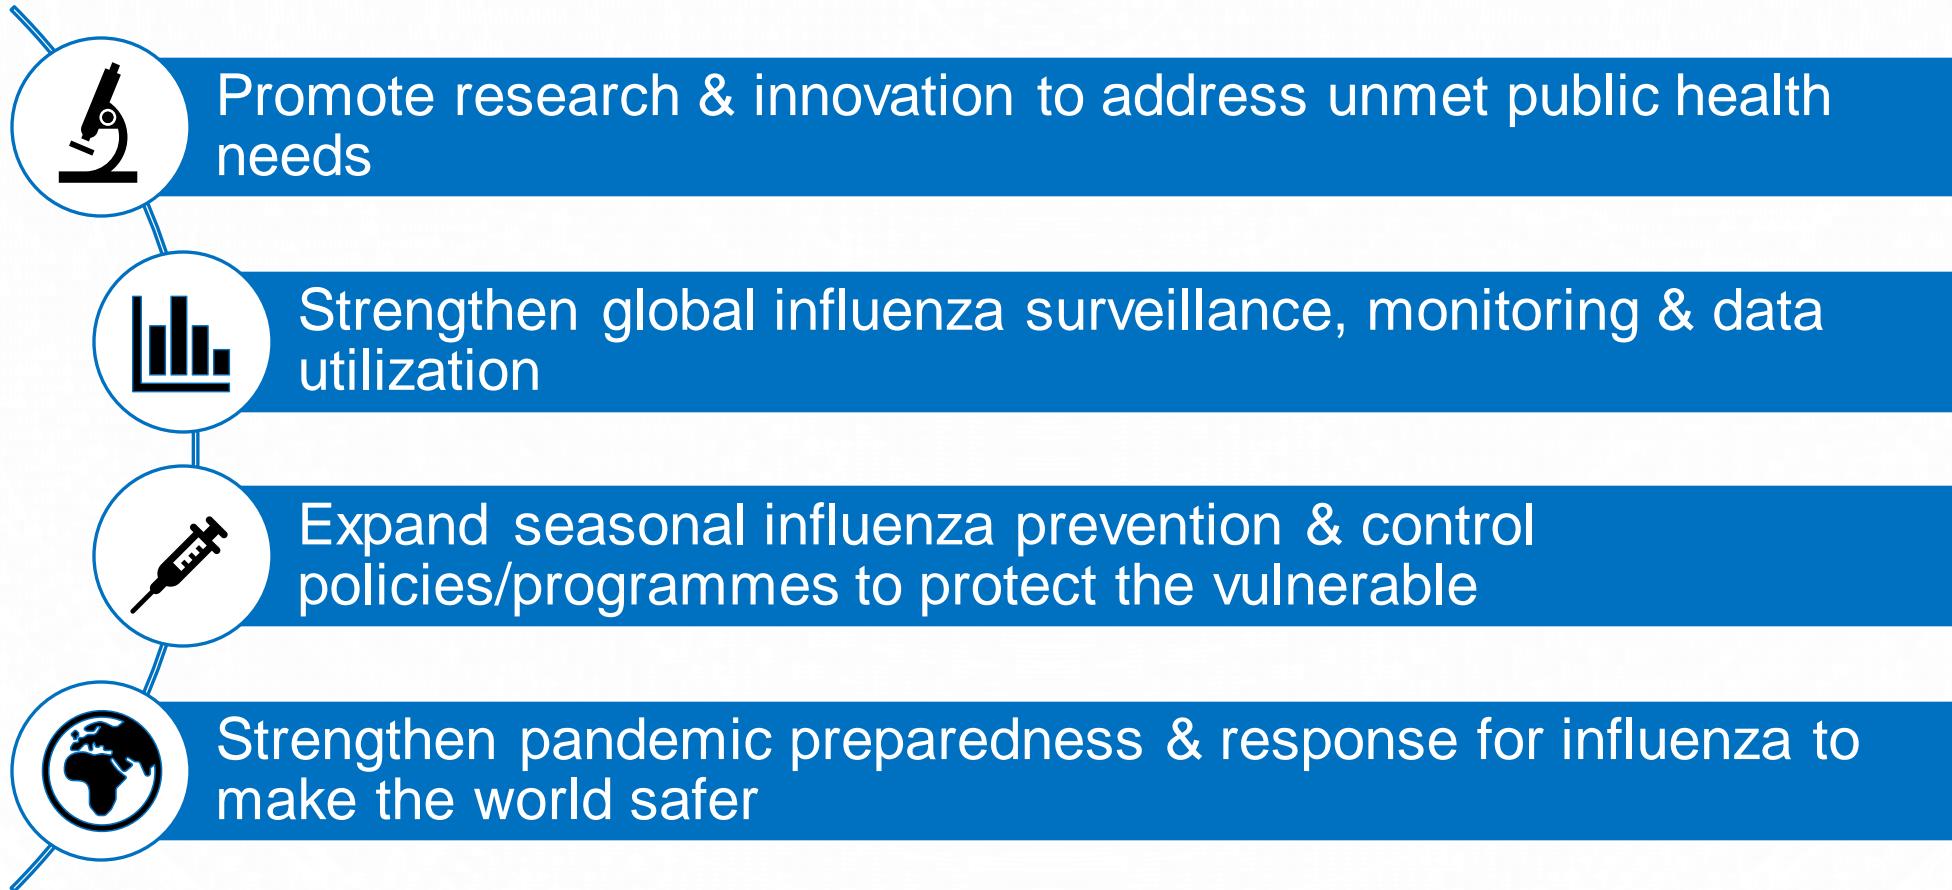 Promote research & innovation to address unmet public health
needs
Strengthen global influenza surveillance, monitoring & data
utilization
Expand seasonal influenza prevention & control
policies/programmes to protect the vulnerable
Strengthen pandemic preparedness & response for influenza to
make the world safer